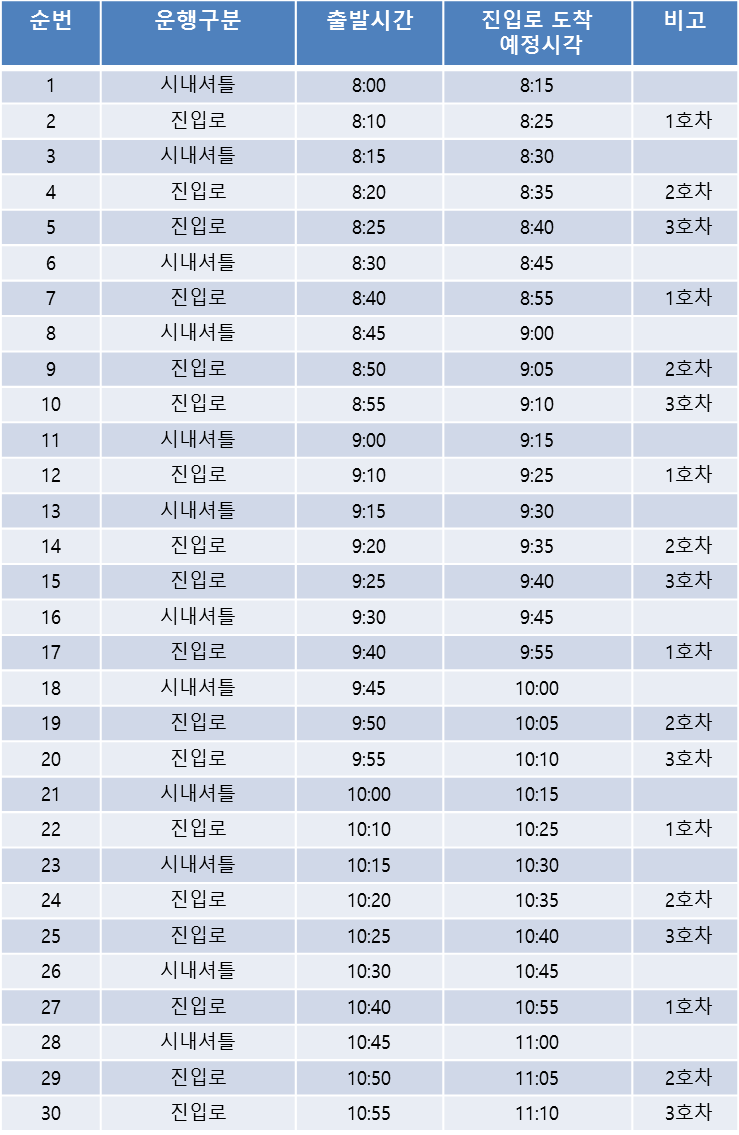 순번 운행구분 출발시간 진입로 도착 예정시각 비고
1 시내셔틀 8:00 8:15
2 진입로 8:10 8:25 1호차
3 시내셔틀 8:15 8:30
4 진입로 8:20 8:35 2호차
5 진입로 8:25 8:40 3호차
6 시내셔틀 8:30 8:45
7 진입로 8:40 8:55 1호차
8 시내셔틀 8:45 9:00
9 진입로 8:50 9:05 2호차
10 진입로 8:55 9:10 3호차
11 시내셔틀 9:00 9:15
12 진입로 9:10 9:25 1호차
13 시내셔틀 9:15 9:30
14 진입로 9:20 9:35 2호차
15 진입로 9:25 9:40 3호차
16 시내셔틀 9:30 9:45
17 진입로 9:40 9:55 1호차
18 시내셔틀 9:45 10:00
19 진입로 9:50 10:05 2호차
20 진입로 9:55 10:10 3호차
21 시내셔틀 10:00 10:15
22 진입로 10:10 10:25 1호차
23 시내셔틀 10:15 10:30
24 진입로 10:20 10:35 2호차
25 진입로 10:25 10:40 3호차
26 시내셔틀 10:30 10:45
27 진입로 10:40 10:55 1호차
28 시내셔틀 10:45 11:00
29 진입로 10:50 11:05 2호차
30 진입로 10:55 11:10 3호차